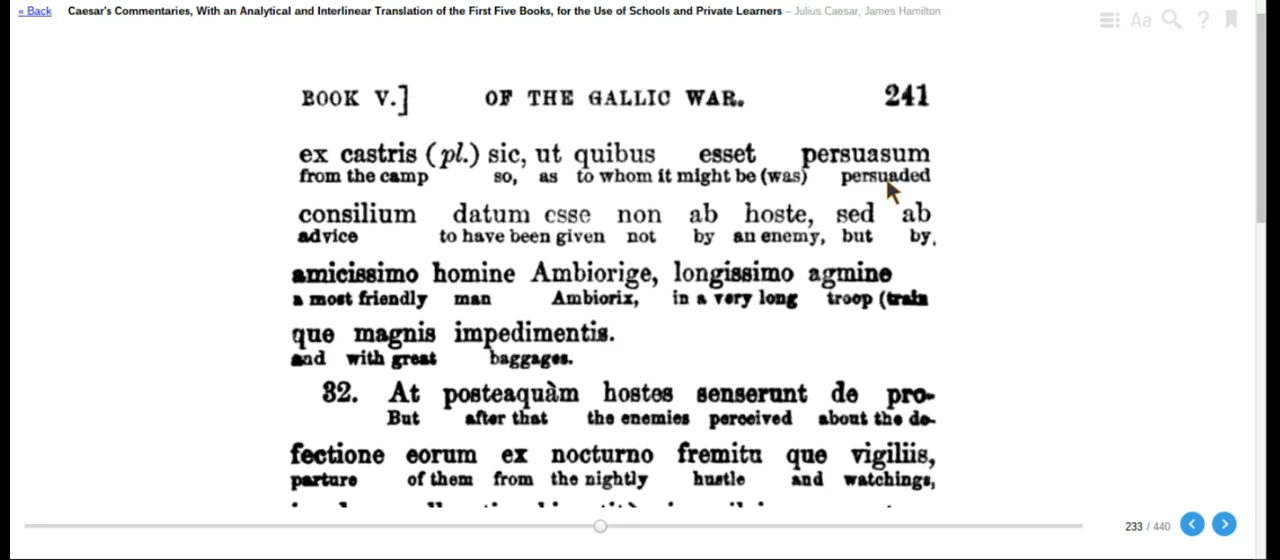 « Back Caesar's Commentaries, With an Analytical and Interlinear Translation of the First Five Books, for the Use of Schools and Private Learners – Julius Caesar, James Hamilton
Aa ?
BOOK V.] OF THE GALLIC WAR. 241
ex castris (pl.) sic, ut quibus esset persuasum
from the camp so, as to whom it might be (was) persuaded
consilium datum esse non ab hoste, sed ab
advice to have been given not by an enemy, but by,
amicissimo homine Ambiorige, longissimo agmine
a most friendly man Ambiorix, in a very long troop (train
que magnis impedimentis.
and with great baggages.
32. At posteaquàm hostes senserunt de pro-
But after that the enemies perceived about the de-
fectione eorum ex nocturno fremitu que vigiliis,
parture of them from the nightly hustle and watchings,
233 / 440